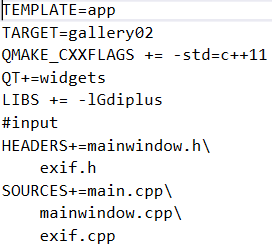 TEMPLATE=app
TARGET=gallery02
QMAKE_CXXFLAGS += -std=c++11
QT+=widgets
LIBS += -lGdiplus
#input
HEADERS+=mainwindow.h\
    exif.h
SOURCES+=main.cpp\
    mainwindow.cpp\
    exif.cpp